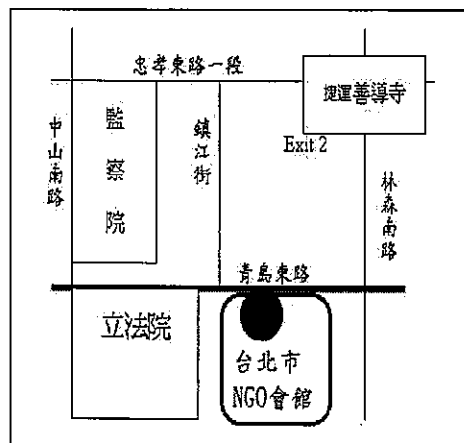 忠孝東路一段
捷運善導寺
監察院
鎮江街
中山南路
Exit 2
林森南路
青島東路
立法院
台北市
NGO會館